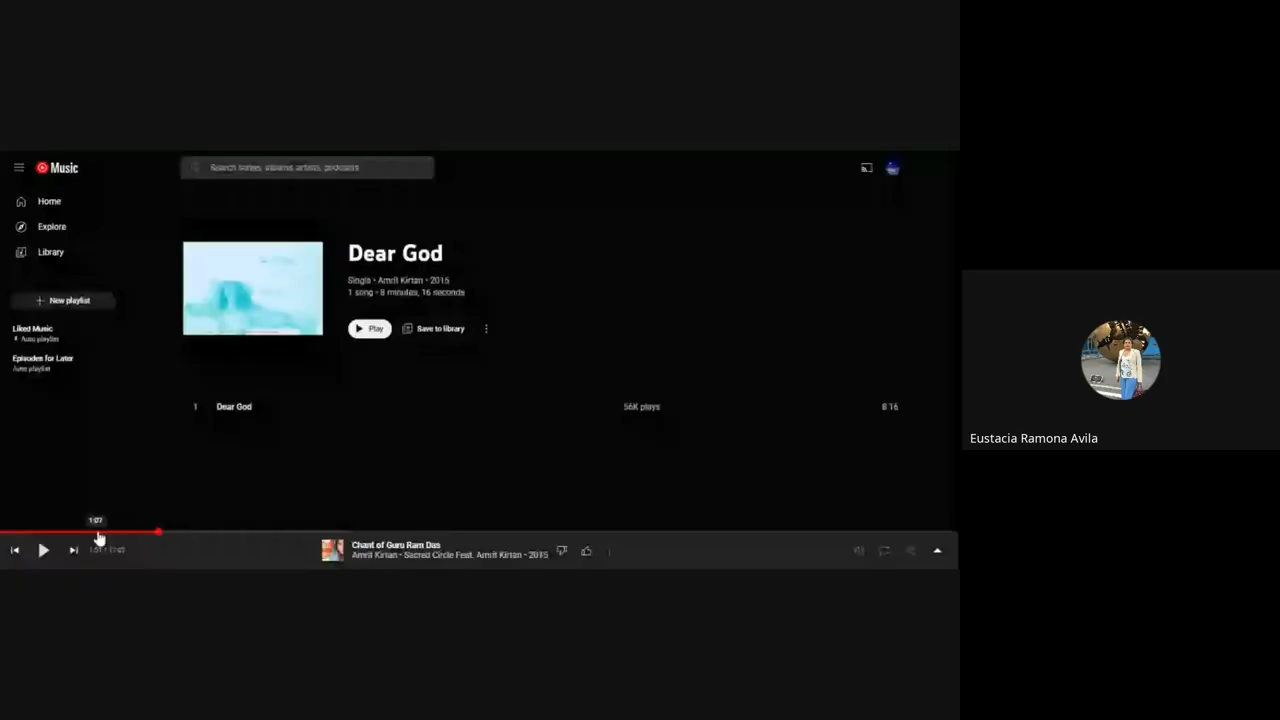 Music
Search songs, albums, artists, podcasts
Home
Explore
Library
New playlist
Liked Music
Auto playlist
Episodes for Later
Auto playlist
Dear God
Single • Amrit Kirtan • 2015
1 song • 8 minutes, 16 seconds
Play
Save to library
1 Dear God 56K plays 8:16
1:07
Chant of Guru Ram Das
Amrit Kirtan • Sacred Circle Feat. Amrit Kirtan • 2015
Eustacia Ramona Avila